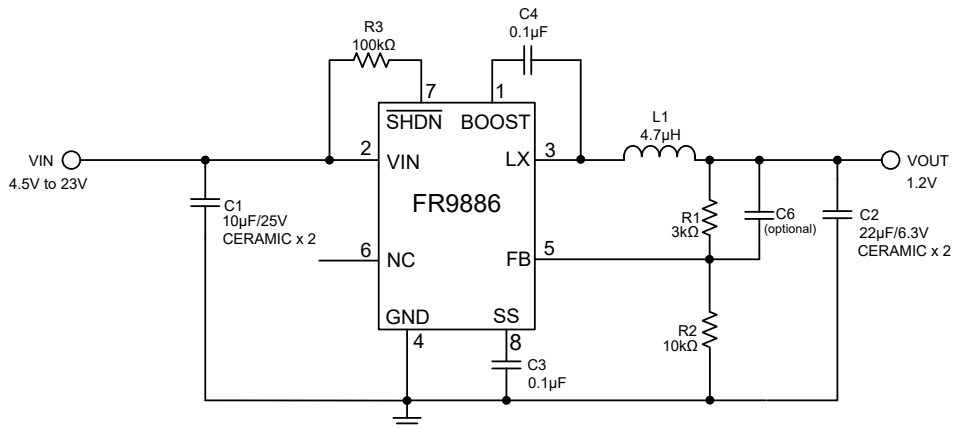 C4
0.1µF
R3
100kΩ
7
1
SHDN
BOOST
L1
4.7µH
VIN
4.5V to 23V
2
VIN
LX
3
VOUT
1.2V
C1
10µF/25V
CERAMIC x 2
FR9886
R1
3kΩ
C6
(optional)
C2
22µF/6.3V
CERAMIC x 2
6
NC
FB
5
GND
SS
4
8
R2
10kΩ
C3
0.1µF